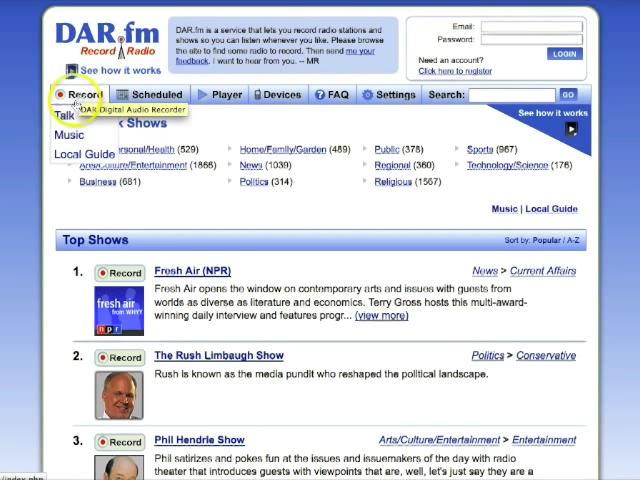 DAR.fm
Record Radio
See how it works
DAR.fm is a service that lets you record radio stations and
shows so you can listen whenever you like. Please browse
the site to find some radio to record. Then send me your
feedback. I want to hear from you. -- MR
Email:
Password:
Need an account?
Click here to register
LOGIN
Record Scheduled Player Devices FAQ Settings Search: GO
DAR Digital Audio Recorder
Talk
Music
Local Guide
See how it works
Shows
/Health (529) Home/Family/Garden (489) Public (378) Sports (967)
Arts/Culture/Entertainment (1866) News (1039) Regional (360) Technology/Science (176)
Business (681) Politics (314) Religious (1567)
Music | Local Guide
Top Shows Sort by: Popular / A-Z
1. Record Fresh Air (NPR) News > Current Affairs
fresh air
from WHYY
npr
Fresh Air opens the window on contemporary arts and issues with guests from
worlds as diverse as literature and economics. Terry Gross hosts this multi-award-
winning daily interview and features progr... (view more)
2. Record The Rush Limbaugh Show Politics > Conservative
Rush is known as the media pundit who reshaped the political landscape.
3. Record Phil Hendrie Show Arts/Culture/Entertainment > Entertainment
Phil satirizes and pokes fun at the issues and issuemakers of the day with radio
theater that introduces guests with viewpoints that are, well, let's just say they are a
/index.php